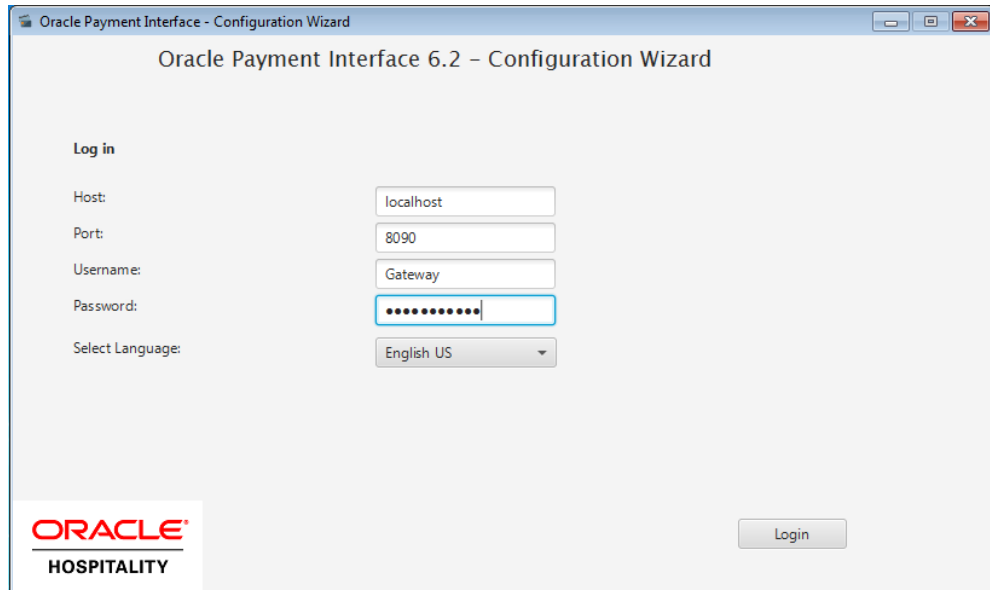 Oracle Payment Interface - Configuration Wizard
Oracle Payment Interface 6.2 – Configuration Wizard
Log in
Host: localhost
Port: 8090
Username: Gateway
Password: •••••••••••
Select Language: English US
ORACLE®
HOSPITALITY
Login